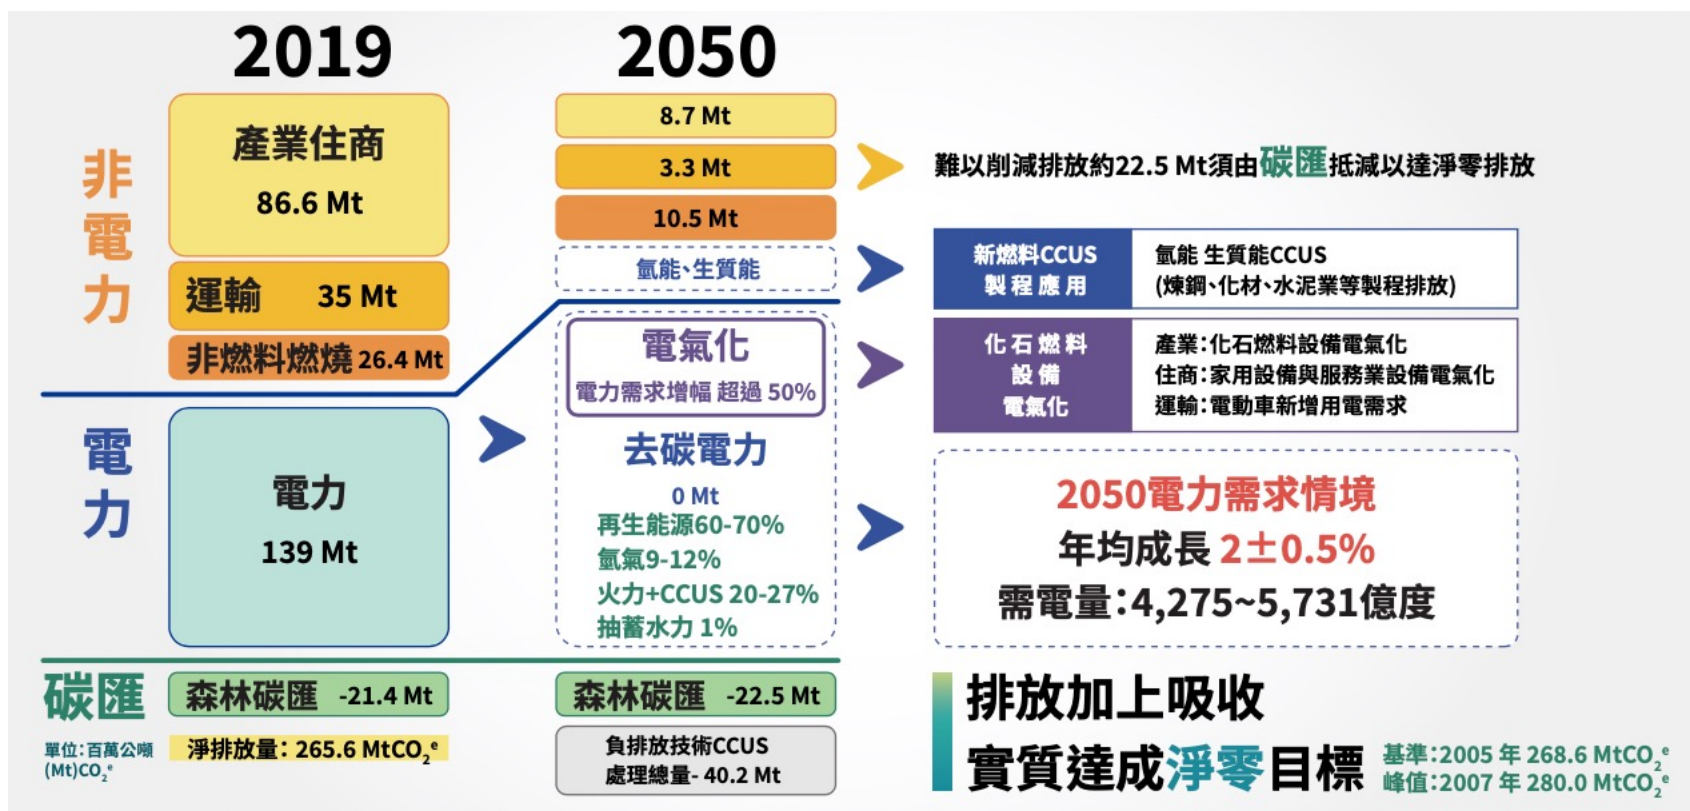 2019
2050
非電力
產業住商
86.6 Mt
運輸 35 Mt
非燃料燃燒 26.4 Mt
8.7 Mt
3.3 Mt
10.5 Mt
氫能、生質能
難以削減排放約22.5 Mt須由碳匯抵減以達淨零排放
新燃料CCUS
製程應用
氫能 生質能CCUS
(煉鋼、化材、水泥業等製程排放)
電力
電力
139 Mt
電氣化
電力需求增幅 超過 50%
去碳電力
0 Mt
再生能源60-70%
氫氣9-12%
火力+CCUS 20-27%
抽蓄水力 1%
化石燃料
設備
電氣化
產業:化石燃料設備電氣化
住商:家用設備與服務業設備電氣化
運輸:電動車新增用電需求
2050電力需求情境
年均成長 2±0.5%
需電量:4,275~5,731億度
碳匯
單位:百萬公噸
(Mt)CO₂ᵉ
森林碳匯 -21.4 Mt
淨排放量: 265.6 MtCO₂ᵉ
森林碳匯 -22.5 Mt
負排放技術CCUS
處理總量- 40.2 Mt
排放加上吸收
實質達成淨零目標
基準:2005 年 268.6 MtCO₂ᵉ
峰值:2007 年 280.0 MtCO₂ᵉ